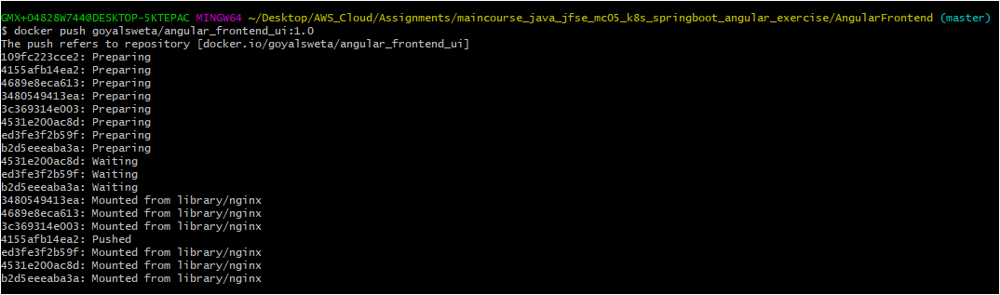 GMX+04828W744@DESKTOP-5KTEPAC MINGW64 ~/Desktop/AWS_Cloud/Assignments/maincourse_java_jfse_mc05_k8s_springboot_angular_exercise/AngularFrontend (master)
$ docker push goyalsweta/angular_frontend_ui:1.0
The push refers to repository [docker.io/goyalsweta/angular_frontend_ui]
109fc223cce2: Preparing
4155afb14ea2: Preparing
4689e8eca613: Preparing
3480549413ea: Preparing
3c369314e003: Preparing
4531e200ac8d: Preparing
ed3fe3f2b59f: Preparing
b2d5eeeaba3a: Preparing
4531e200ac8d: Waiting
ed3fe3f2b59f: Waiting
b2d5eeeaba3a: Waiting
3480549413ea: Mounted from library/nginx
4689e8eca613: Mounted from library/nginx
3c369314e003: Mounted from library/nginx
4155afb14ea2: Pushed
ed3fe3f2b59f: Mounted from library/nginx
4531e200ac8d: Mounted from library/nginx
b2d5eeeaba3a: Mounted from library/nginx